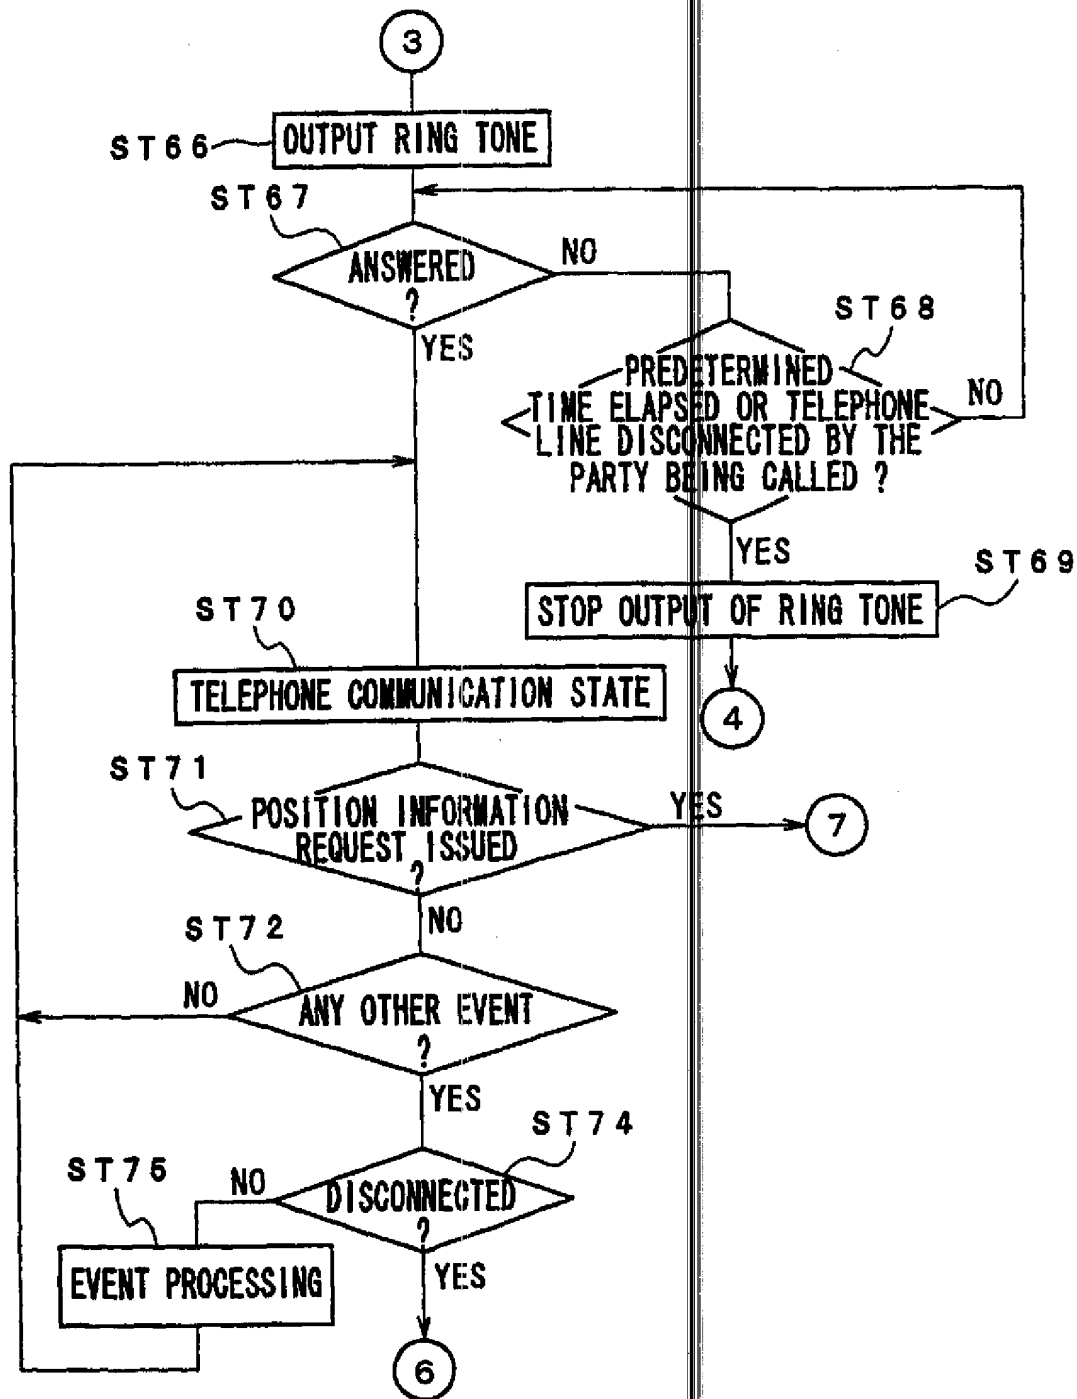 3
ST66
OUTPUT RING TONE
ST67
ANSWERED
?
NO
YES
ST68
PREDETERMINED
TIME ELAPSED OR TELEPHONE
LINE DISCONNECTED BY THE
PARTY BEING CALLED ?
NO
YES
ST69
STOP OUTPUT OF RING TONE
4
ST70
TELEPHONE COMMUNICATION STATE
ST71
POSITION INFORMATION
REQUEST ISSUED
?
YES
7
NO
ST72
ANY OTHER EVENT
?
NO
YES
ST74
DISCONNECTED
?
NO
ST75
EVENT PROCESSING
YES
6